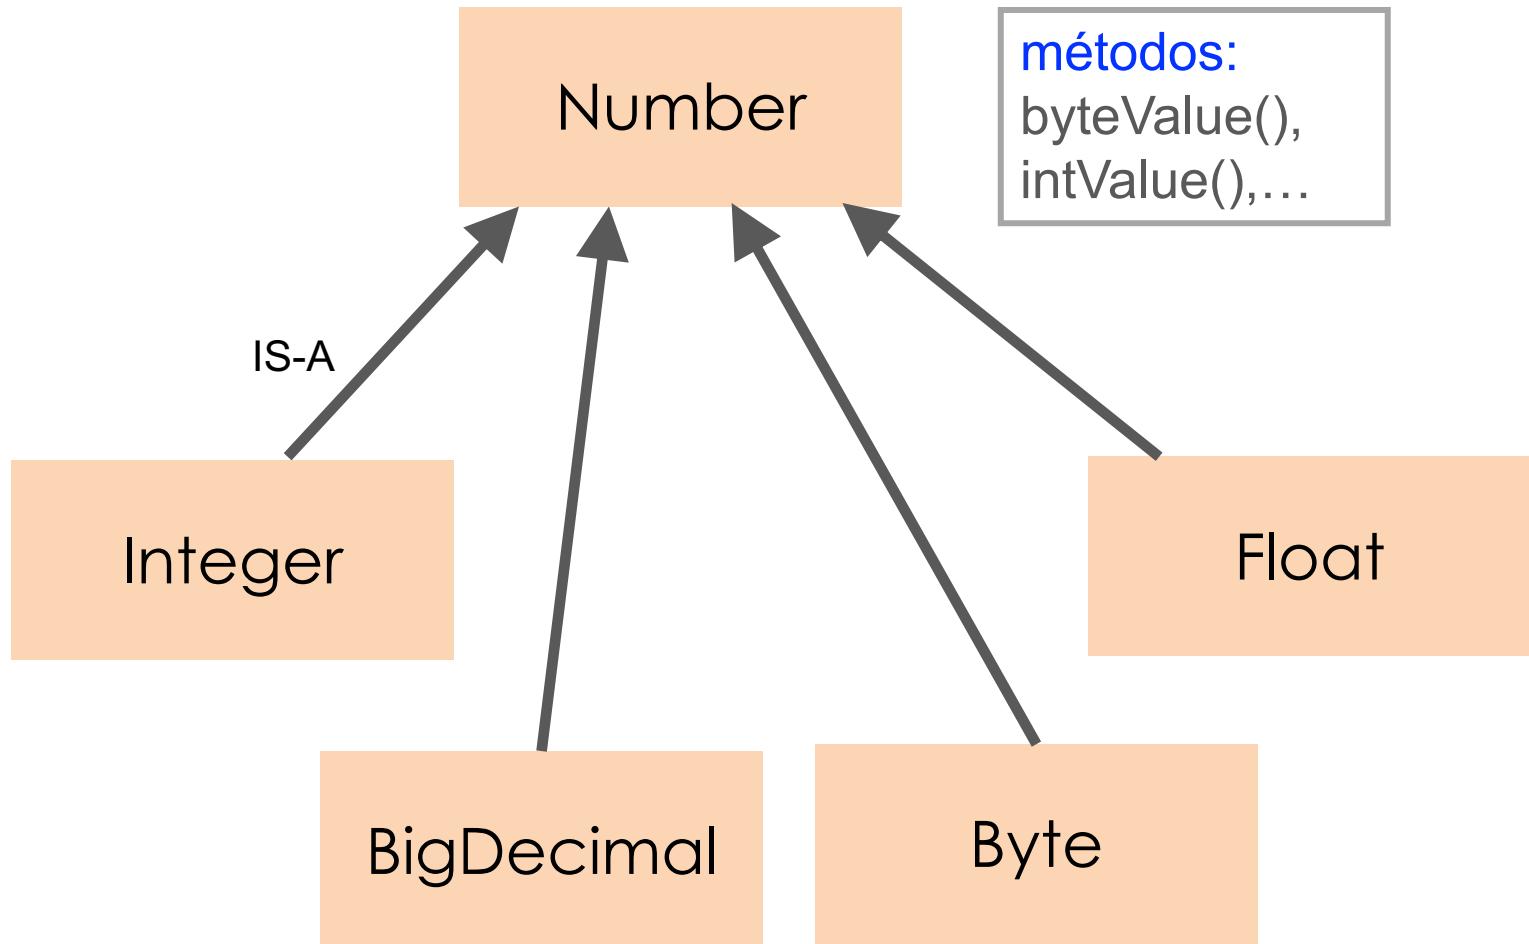 Number
métodos:
byteValue(),
intValue(),…
IS-A
Integer
Float
BigDecimal
Byte